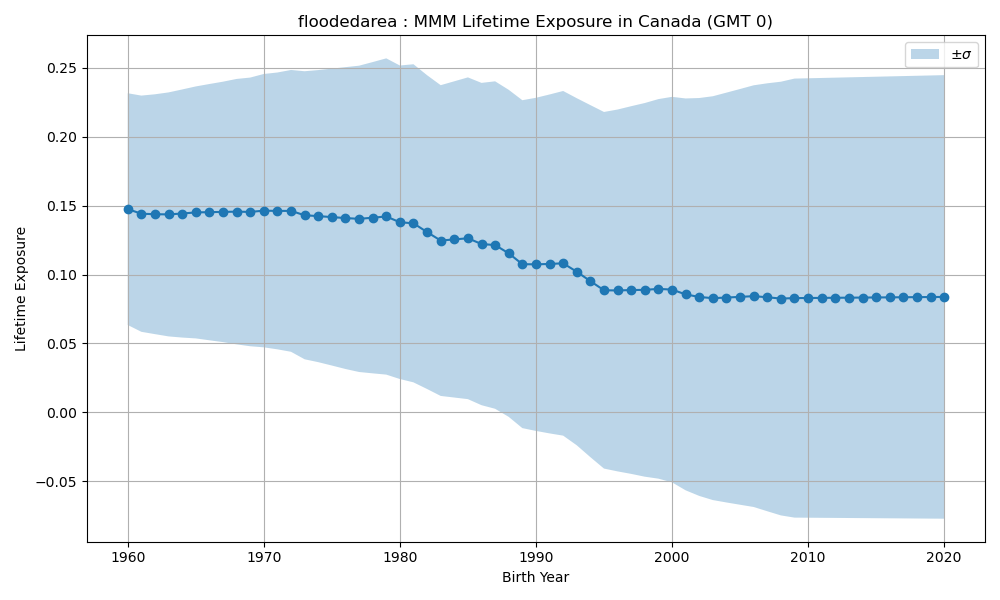 floodedarea : MMM Lifetime Exposure in Canada (GMT 0)
±σ
Lifetime Exposure
0.25
0.20
0.15
0.10
0.05
0.00
−0.05
1960 1970 1980 1990 2000 2010 2020
Birth Year